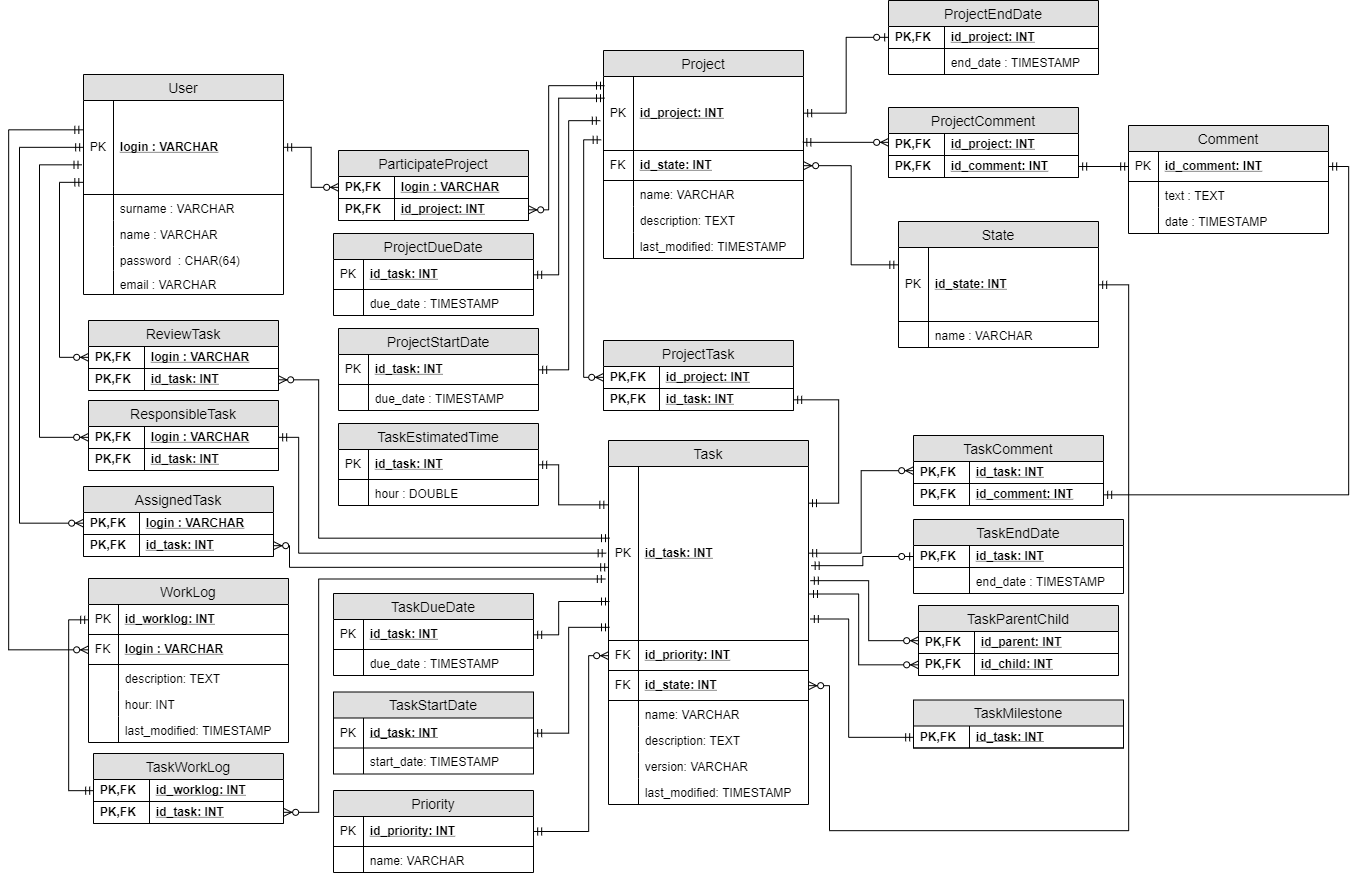 User
PK login : VARCHAR
surname : VARCHAR
name : VARCHAR
password : CHAR(64)
email : VARCHAR
ReviewTask
PK,FK login : VARCHAR
PK,FK id_task: INT
ResponsibleTask
PK,FK login : VARCHAR
PK,FK id_task: INT
AssignedTask
PK,FK login : VARCHAR
PK,FK id_task: INT
WorkLog
PK id_worklog: INT
FK login : VARCHAR
description: TEXT
hour: INT
last_modified: TIMESTAMP
TaskWorkLog
PK,FK id_worklog: INT
PK,FK id_task: INT
ParticipateProject
PK,FK login : VARCHAR
PK,FK id_project: INT
ProjectDueDate
PK id_task: INT
due_date : TIMESTAMP
ProjectStartDate
PK id_task: INT
due_date : TIMESTAMP
TaskEstimatedTime
PK id_task: INT
hour : DOUBLE
TaskDueDate
PK id_task: INT
due_date : TIMESTAMP
TaskStartDate
PK id_task: INT
start_date: TIMESTAMP
Priority
PK id_priority: INT
name: VARCHAR
Project
PK id_project: INT
FK id_state: INT
name: VARCHAR
description: TEXT
last_modified: TIMESTAMP
ProjectTask
PK,FK id_project: INT
PK,FK id_task: INT
Task
PK id_task: INT
FK id_priority: INT
FK id_state: INT
name: VARCHAR
description: TEXT
version: VARCHAR
last_modified: TIMESTAMP
ProjectEndDate
PK,FK id_project: INT
end_date : TIMESTAMP
ProjectComment
PK,FK id_project: INT
PK,FK id_comment: INT
Comment
PK id_comment: INT
text : TEXT
date : TIMESTAMP
State
PK id_state: INT
name : VARCHAR
TaskComment
PK,FK id_task: INT
PK,FK id_comment: INT
TaskEndDate
PK,FK id_task: INT
end_date : TIMESTAMP
TaskParentChild
PK,FK id_parent: INT
PK,FK id_child: INT
TaskMilestone
PK,FK id_task: INT